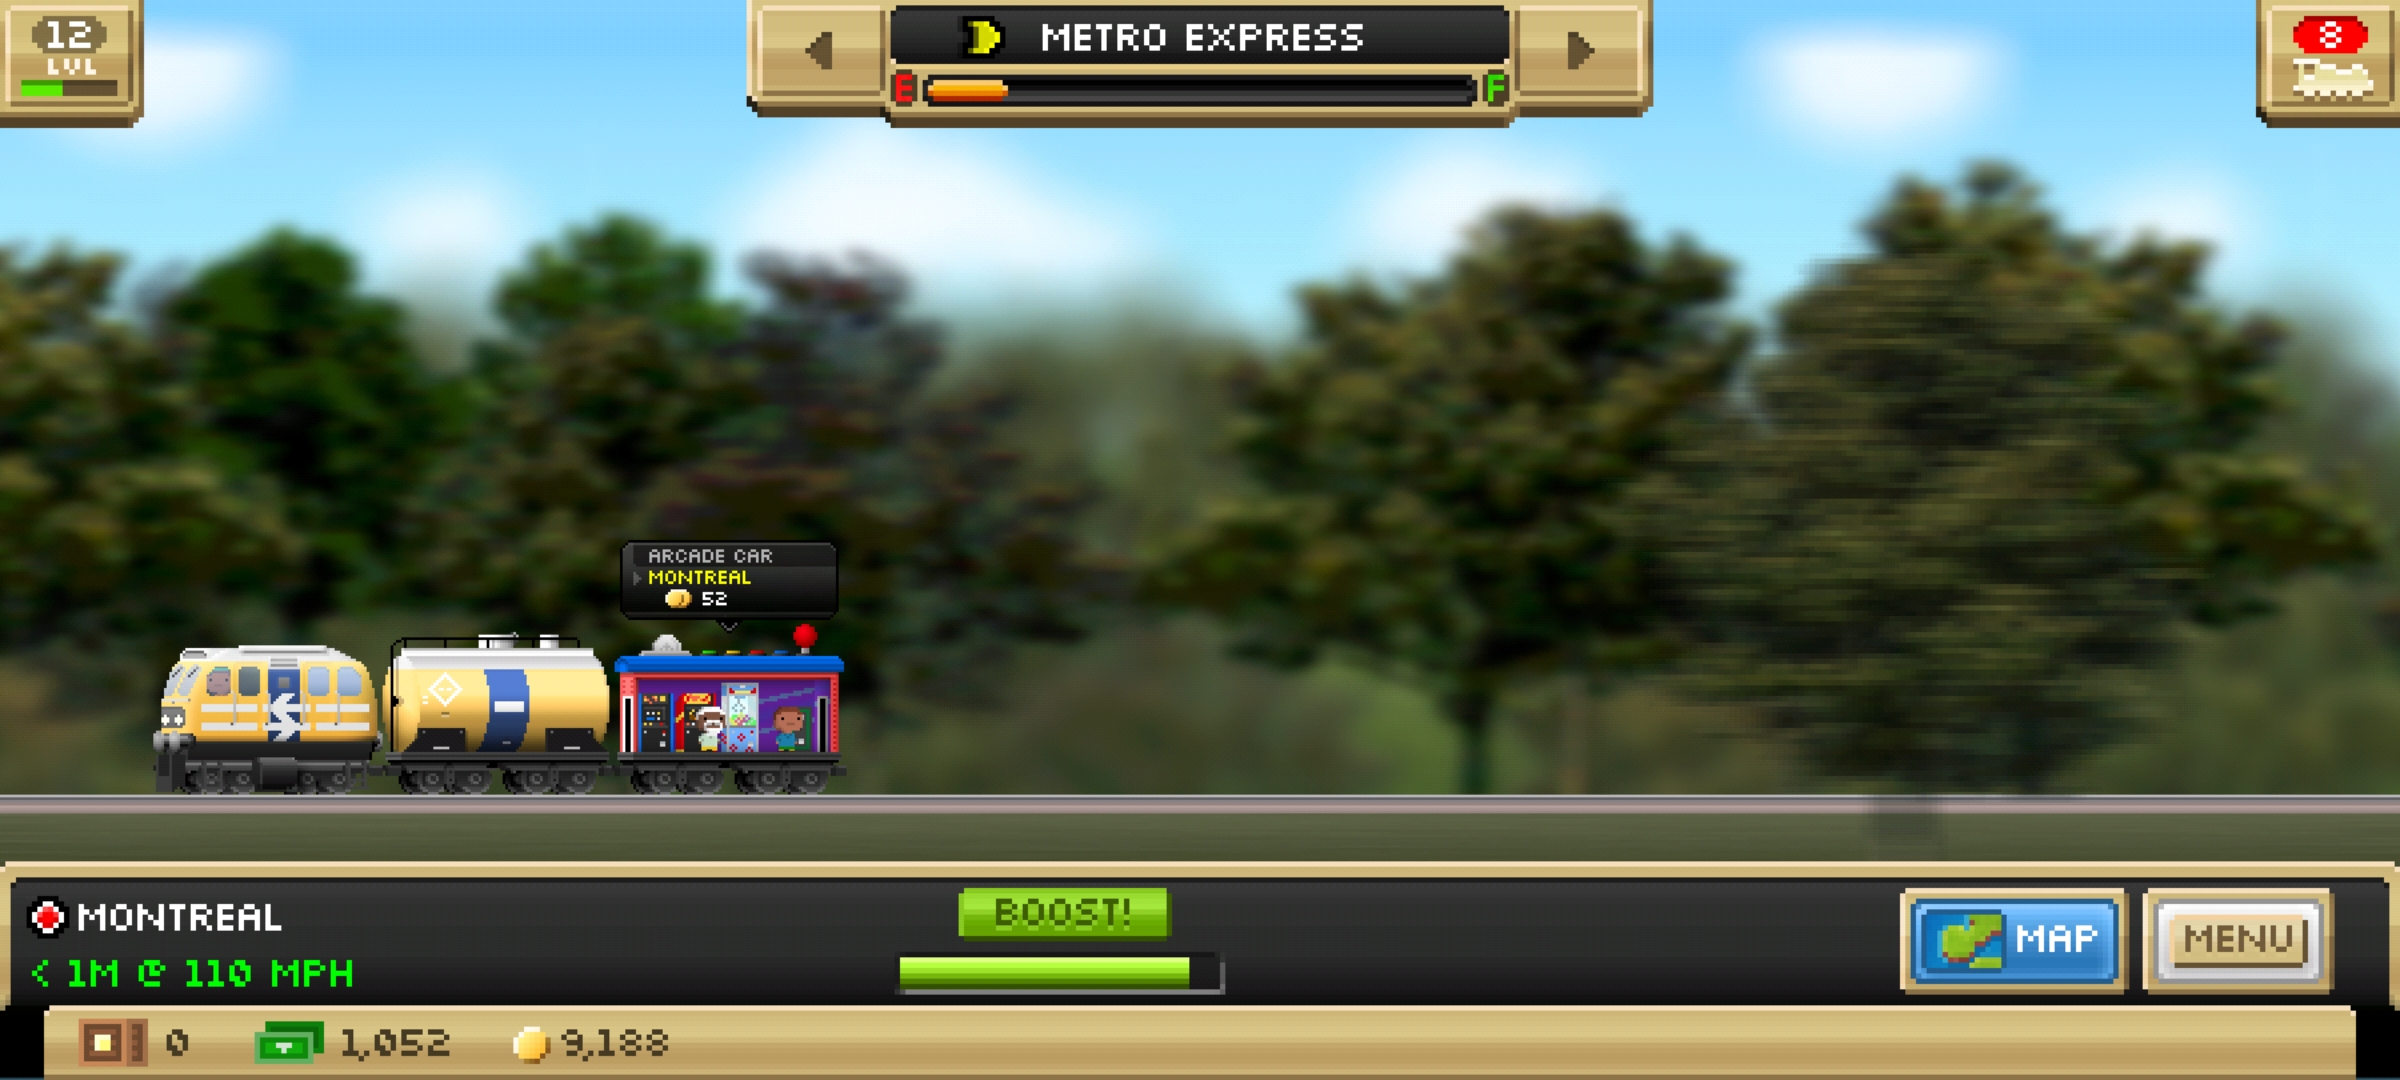 12
LVL
METRO EXPRESS
E
F
8
ARCADE CAR
MONTREAL
52
MONTREAL
< 1M @ 110 MPH
BOOST!
MAP
MENU
0
1,052
9,188